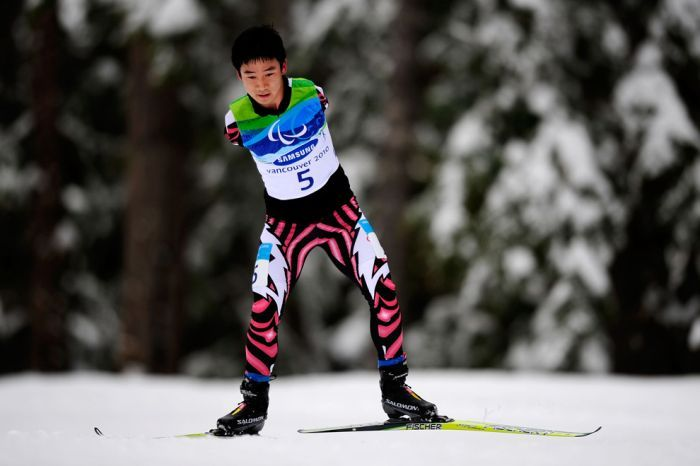 SAMSUNG
vancouver 2010
5
SALOMON
SALOMON
FISCHER